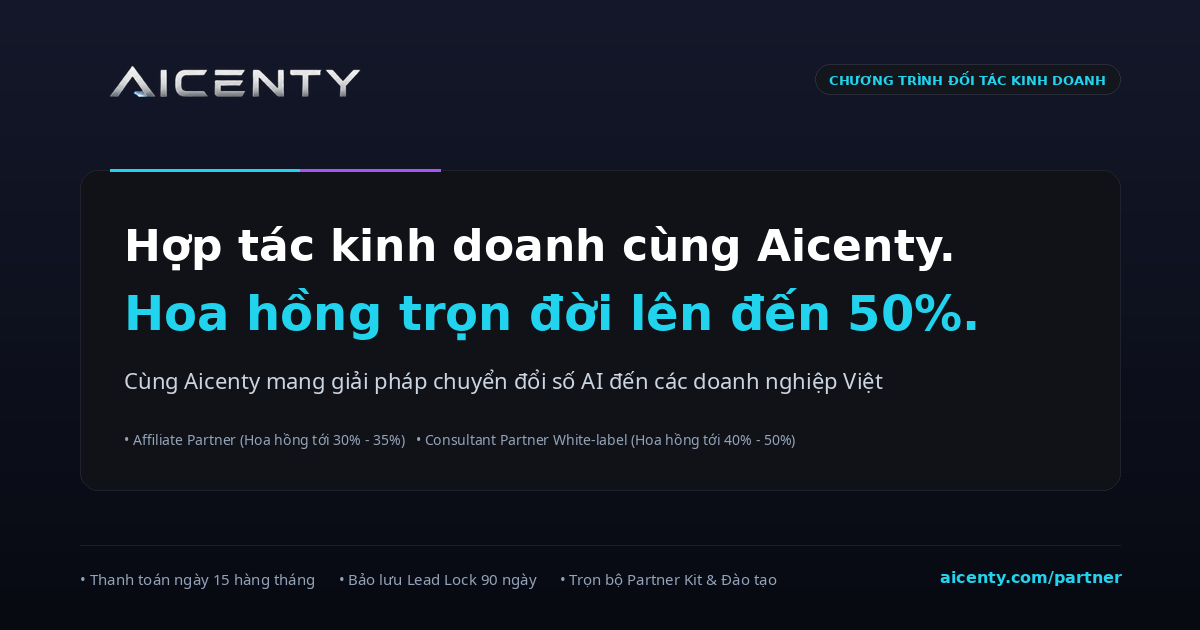 AICENTY
CHƯƠNG TRÌNH ĐỐI TÁC KINH DOANH
Hợp tác kinh doanh cùng Aicenty.
Hoa hồng trọn đời lên đến 50%.
Cùng Aicenty mang giải pháp chuyển đổi số AI đến các doanh nghiệp Việt
• Affiliate Partner (Hoa hồng tới 30% - 35%) • Consultant Partner White-label (Hoa hồng tới 40% - 50%)
• Thanh toán ngày 15 hàng tháng • Bảo lưu Lead Lock 90 ngày • Trọn bộ Partner Kit & Đào tạo
aicenty.com/partner